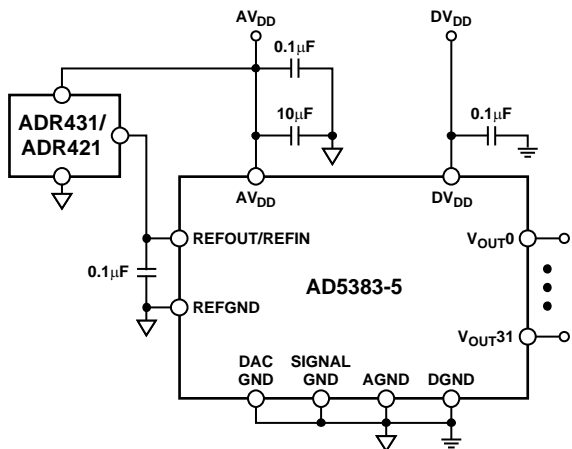 AVDD
DVDD
0.1μF
10μF
0.1μF
ADR431/
ADR421
AVDD
DVDD
REFOUT/REFIN
VOUT0
0.1μF
AD5383-5
REFGND
VOUT31
DAC
GND
SIGNAL
GND
AGND
DGND